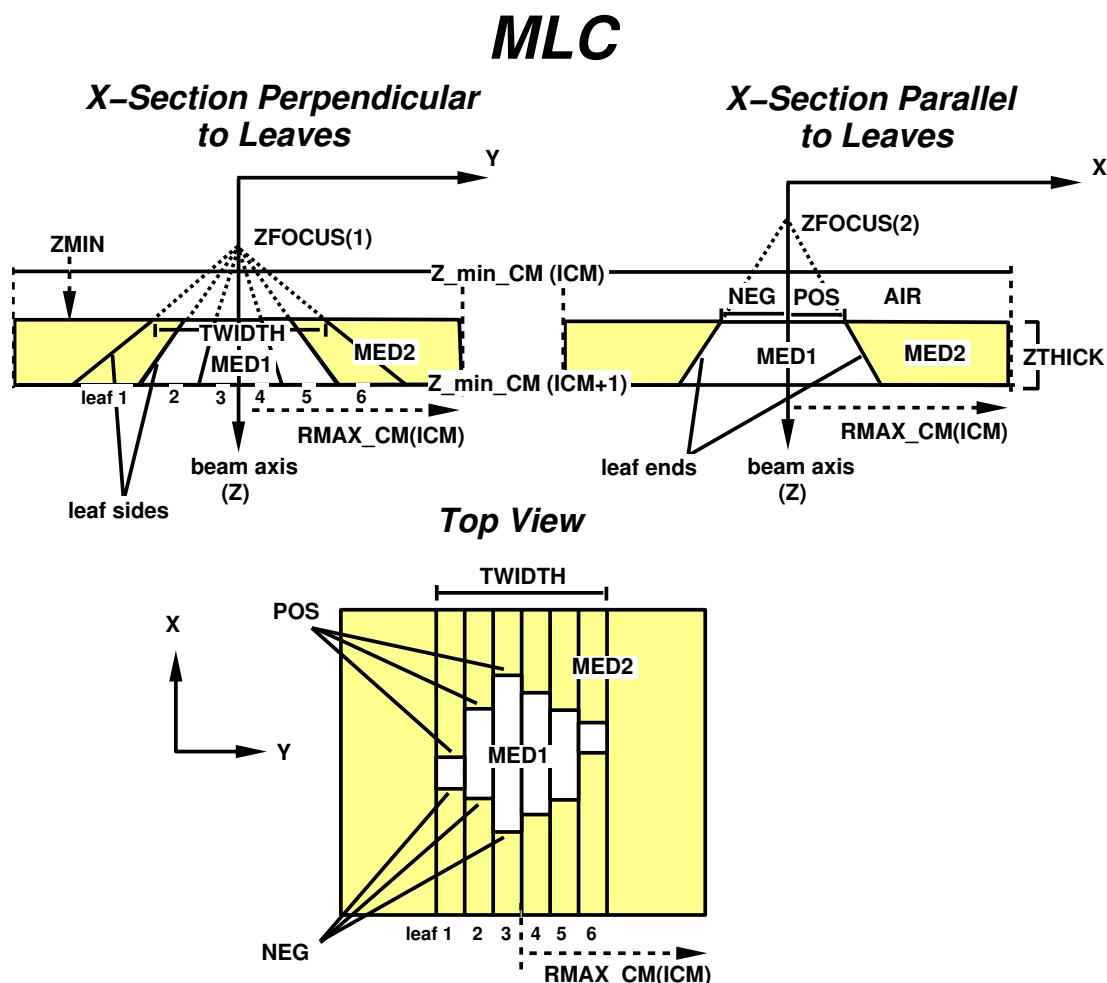 MLC
X−Section Perpendicular
to Leaves
X−Section Parallel
to Leaves
Y
X
ZMIN
ZFOCUS(1)
ZFOCUS(2)
Z_min_CM (ICM)
NEG
POS
AIR
TWIDTH
MED1
MED2
MED1
MED2
ZTHICK
Z_min_CM (ICM+1)
leaf 1
2
3
4
5
6
RMAX_CM(ICM)
RMAX_CM(ICM)
leaf sides
beam axis
(Z)
leaf ends
beam axis
(Z)
Top View
TWIDTH
POS
X
Y
MED2
MED1
NEG
leaf 1
2
3
4
5
6
RMAX_CM(ICM)